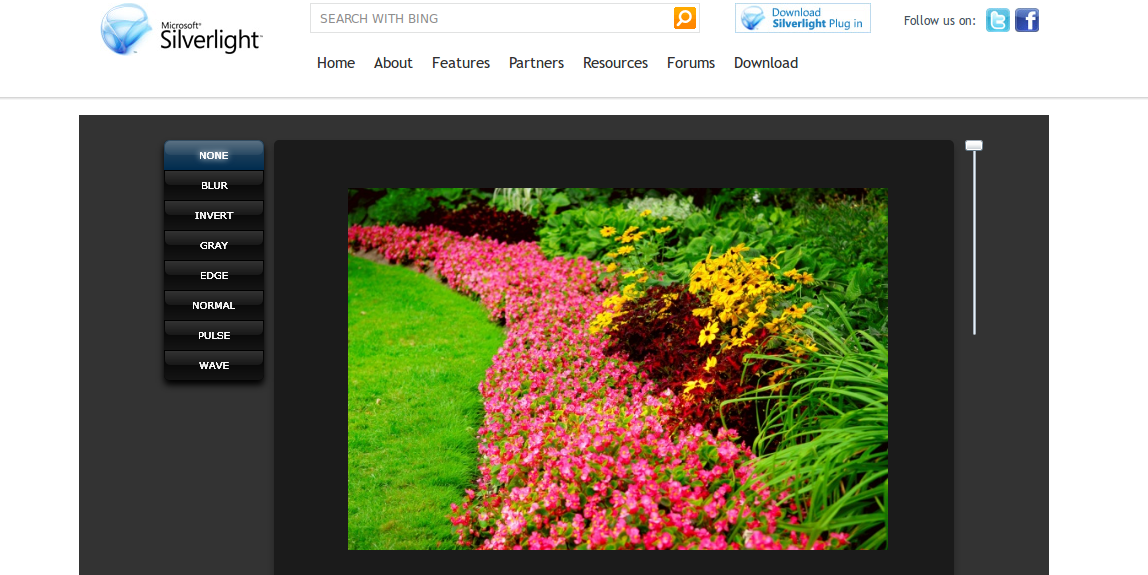 Microsoft®
Silverlight™
SEARCH WITH BING
Download
Silverlight Plug in
Follow us on:
Home About Features Partners Resources Forums Download
NONE
BLUR
INVERT
GRAY
EDGE
NORMAL
PULSE
WAVE